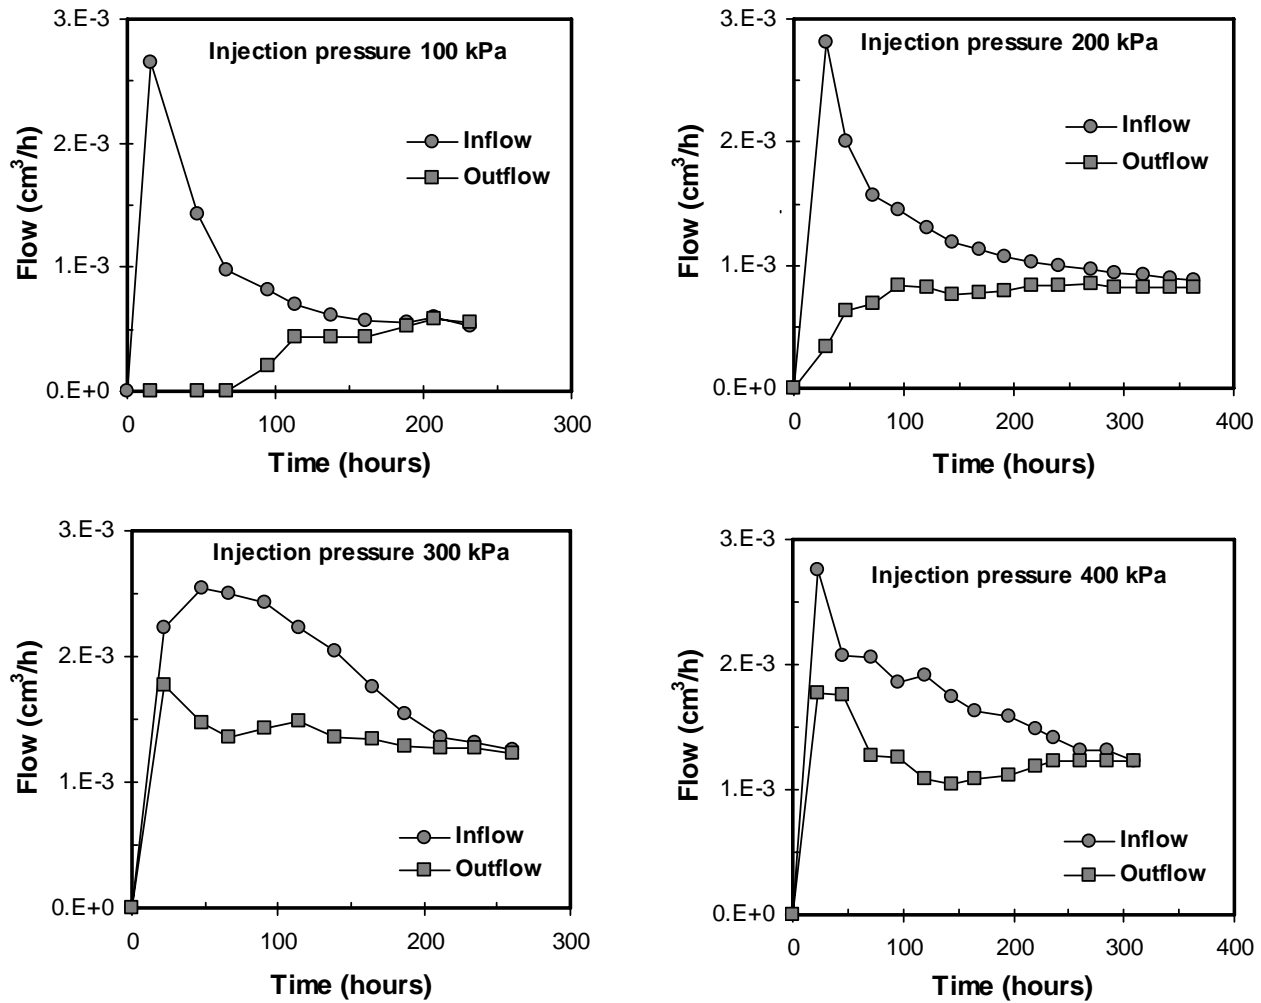 3.E-3
2.E-3
1.E-3
0.E+0
Flow (cm³/h)
Injection pressure 100 kPa
Inflow
Outflow
0 100 200 300
Time (hours)
3.E-3
2.E-3
1.E-3
0.E+0
Flow (cm³/h)
Injection pressure 200 kPa
Inflow
Outflow
0 100 200 300 400
Time (hours)
3.E-3
2.E-3
1.E-3
0.E+0
Flow (cm³/h)
Injection pressure 300 kPa
Inflow
Outflow
0 100 200 300
Time (hours)
3.E-3
2.E-3
1.E-3
0.E+0
Flow (cm³/h)
Injection pressure 400 kPa
Inflow
Outflow
0 100 200 300 400
Time (hours)